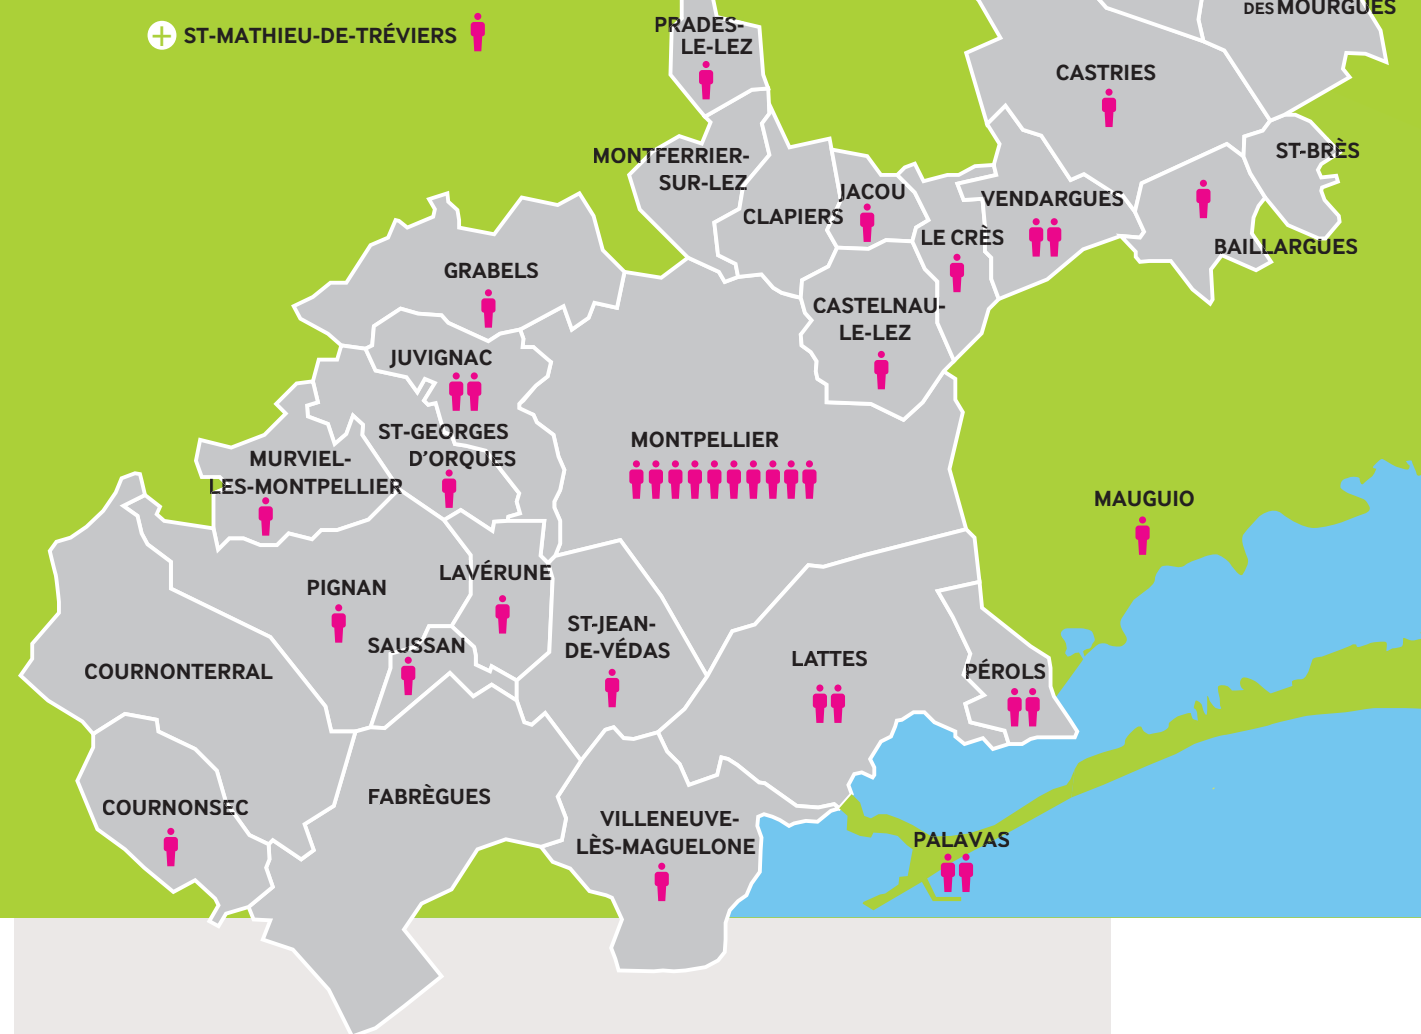 DES MOURGUES
ST-MATHIEU-DE-TRÉVIERS
PRADES-
LE-LEZ
CASTRIES
ST-BRÈS
MONTFERRIER-
SUR-LEZ
JACOU
VENDARGUES
CLAPIERS
LE CRÈS
BAILLARGUES
GRABELS
CASTELNAU-
LE-LEZ
JUVIGNAC
ST-GEORGES
D'ORQUES
MONTPELLIER
MURVIEL-
LES-MONTPELLIER
MAUGUIO
LAVÉRUNE
PIGNAN
ST-JEAN-
DE-VÉDAS
SAUSSAN
LATTES
COURNONTERRAL
PÉROLS
FABRÈGUES
COURNONSEC
VILLENEUVE-
LÈS-MAGUELONE
PALAVAS